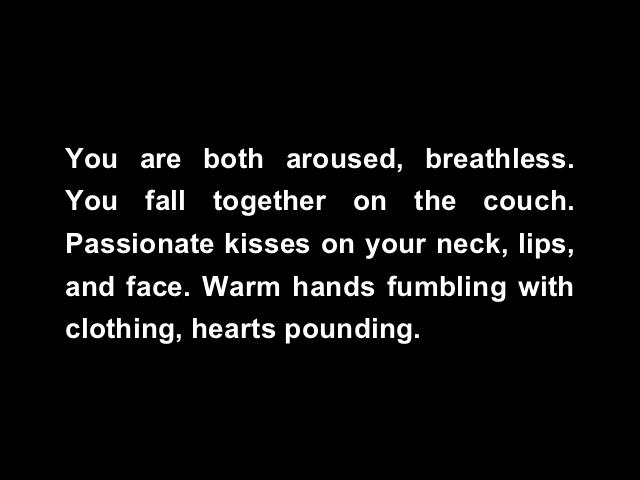 You are both aroused, breathless.
You fall together on the couch.
Passionate kisses on your neck, lips,
and face. Warm hands fumbling with
clothing, hearts pounding.